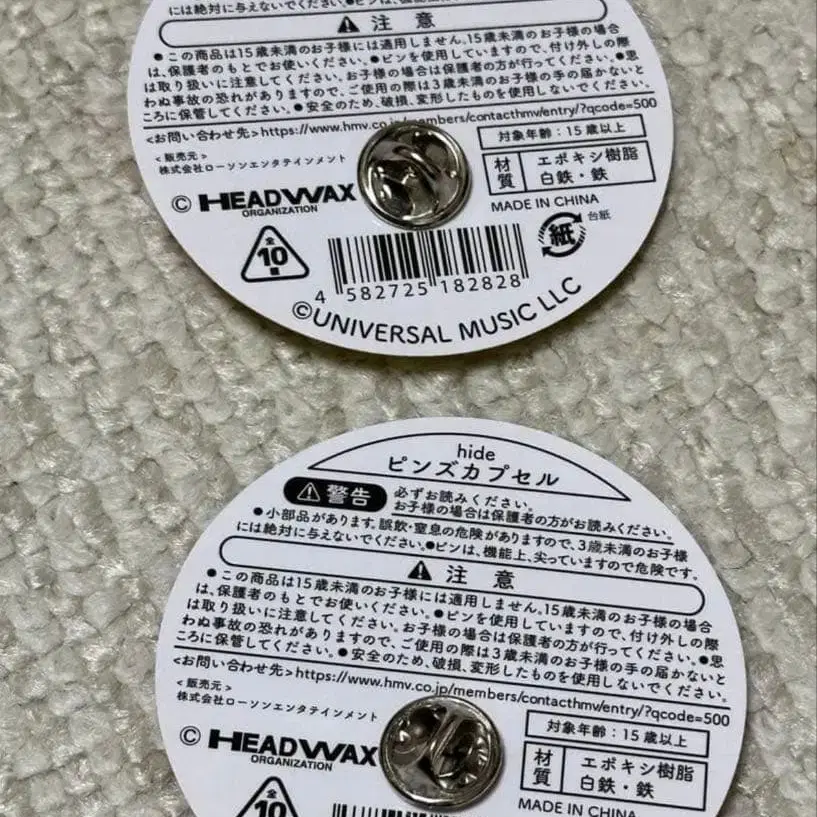 には絶対に与えないでください。●ピンは、機能上
⚠ 注意
● この商品は15歳未満のお子様には適用しません。15歳未満のお子様の場合
は、保護者のもとでお使いください。●ピンを使用していますので、付け外しの際
は取り扱いに注意してください。お子様の場合は保護者の方が行ってください。●思
わぬ事故の恐れがありますので、ご使用の際は3歳未満のお子様の手の届かないと
ころに保管してください。●安全のため、破損、変形したものを使用しないでください。
<お問い合わせ先>https://www.hmv.co.jp/members/contacthmv/entry/?qcode=500
<販売元>
株式会社ローソンエンタテインメント
対象年齢:15歳以上
材質
エポキシ樹脂
白鉄・鉄
© HEADWAX
ORGANIZATION
MADE IN CHINA
全
10
種
紙
台紙
4 582725 182828
©UNIVERSAL MUSIC LLC
hide
ピンズカプセル
⚠ 警告
必ずお読みください。
お子様の場合は保護者の方がお読みください。
● 小部品があります。誤飲・窒息の危険がありますので、3歳未満のお子様
には絶対に与えないでください。●ピンは、機能上、尖っていますので危険です。
⚠ 注意
● この商品は15歳未満のお子様には適用しません。15歳未満のお子様の場合
は、保護者のもとでお使いください。●ピンを使用していますので、付け外しの際
は取り扱いに注意してください。お子様の場合は保護者の方が行ってください。●思
わぬ事故の恐れがありますので、ご使用の際は3歳未満のお子様の手の届かないと
ころに保管してください。●安全のため、破損、変形したものを使用しないでください。
<お問い合わせ先>https://www.hmv.co.jp/members/contacthmv/entry/?qcode=500
<販売元>
株式会社ローソンエンタテインメント
対象年齢:15歳以上
材質
エポキシ樹脂
白鉄・鉄
© HEADWAX
ORGANIZATION
MADE IN CHINA
全
10